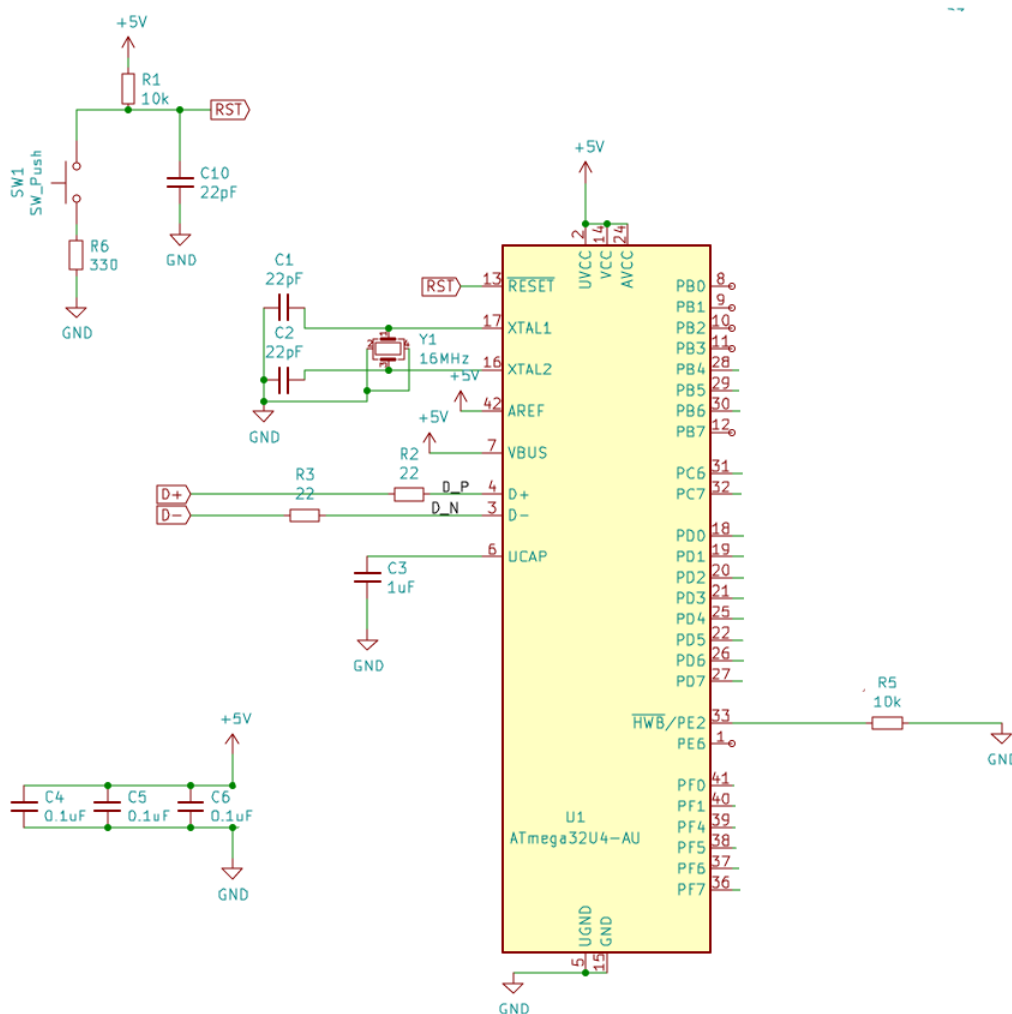 +5V
R1
10k
RST
SW1
SW_Push
C10
22pF
GND
R6
330
GND
+5V
2
14
24
UVCC
VCC
AVCC
C1
22pF
C2
22pF
GND
RST
13
RESET
17
XTAL1
1
2
4
3
Y1
16MHz
16
XTAL2
+5V
42
AREF
+5V
7
VBUS
R2
22
R3
22
D+
D_P
4
D+
D-
D_N
3
D-
6
UCAP
C3
1uF
GND
PB0
8
PB1
9
PB2
10
PB3
11
PB4
28
PB5
29
PB6
30
PB7
12
PC6
31
PC7
32
PD0
18
PD1
19
PD2
20
PD3
21
PD4
25
PD5
22
PD6
26
PD7
27
HWB/PE2
33
R5
10k
GND
PE6
1
PF0
41
PF1
40
PF4
39
PF5
38
PF6
37
PF7
36
+5V
C4
0.1uF
C5
0.1uF
C6
0.1uF
GND
U1
ATmega32U4-AU
UGND
GND
5
15
GND